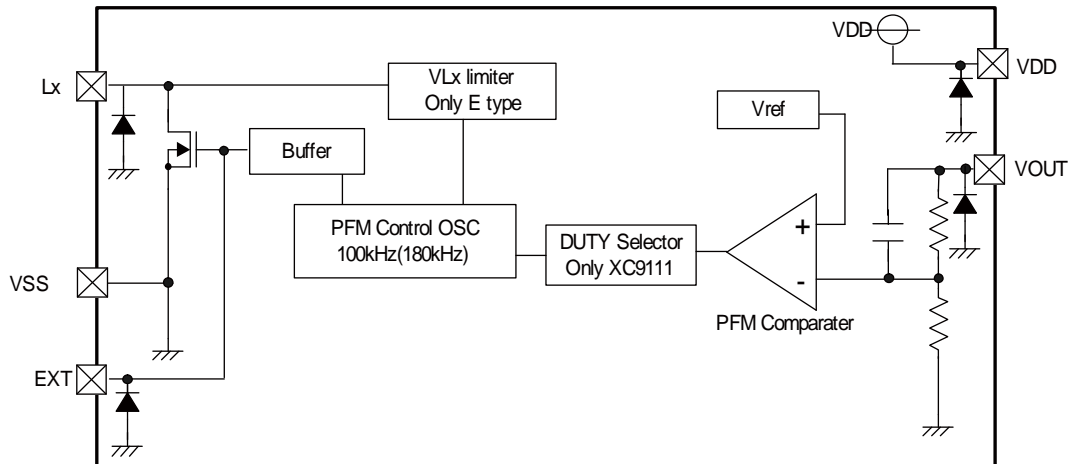 VDD
VDD
Lx
VLx limiter
Only E type
Vref
Buffer
VOUT
PFM Control OSC
100kHz(180kHz)
DUTY Selector
Only XC9111
+
-
VSS
PFM Comparater
EXT